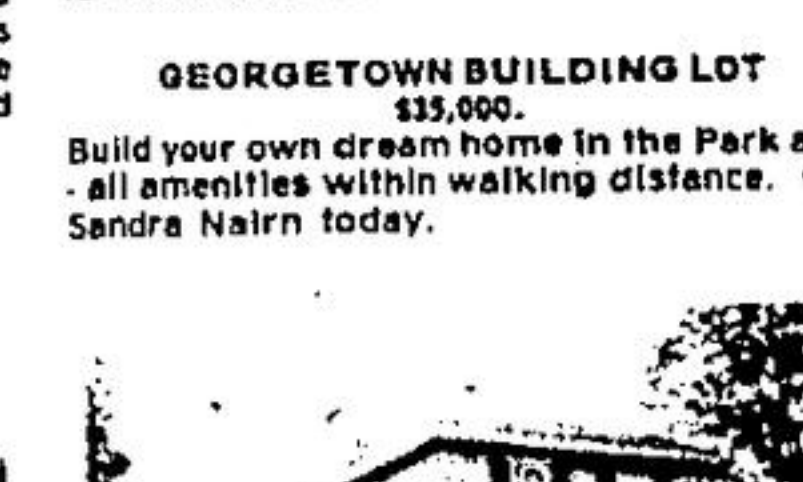 GEORGETOWN BUILDING LOT
$35,000.
Build your own dream home in the Park
- all amenities within walking distance.
Sandra Nairn today.